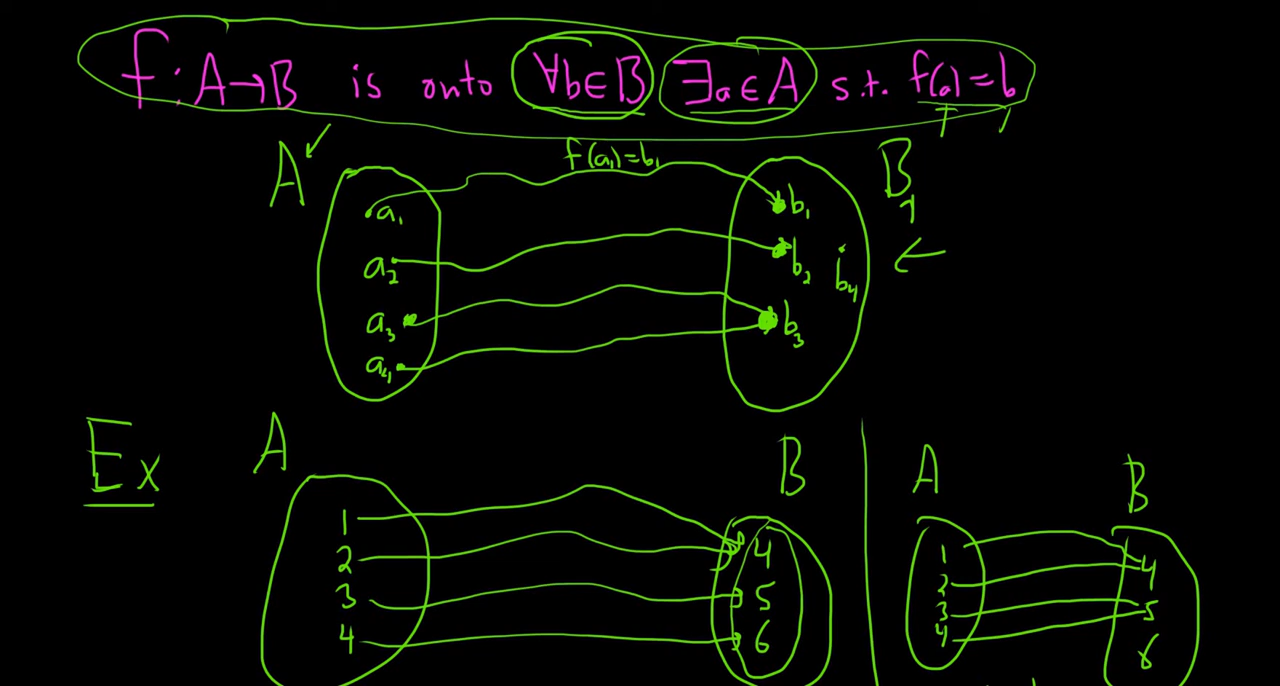 f: A→B is onto ∀b∈B ∃a∈A s.t. f(a)=b
A f(a₁)=b₁ B
a₁ b₁
a₂ b₂ b₄
a₃ b₃
a₄
Ex A B
1 4
2 5
3 6
4
A B
1 4
2 5
3
4